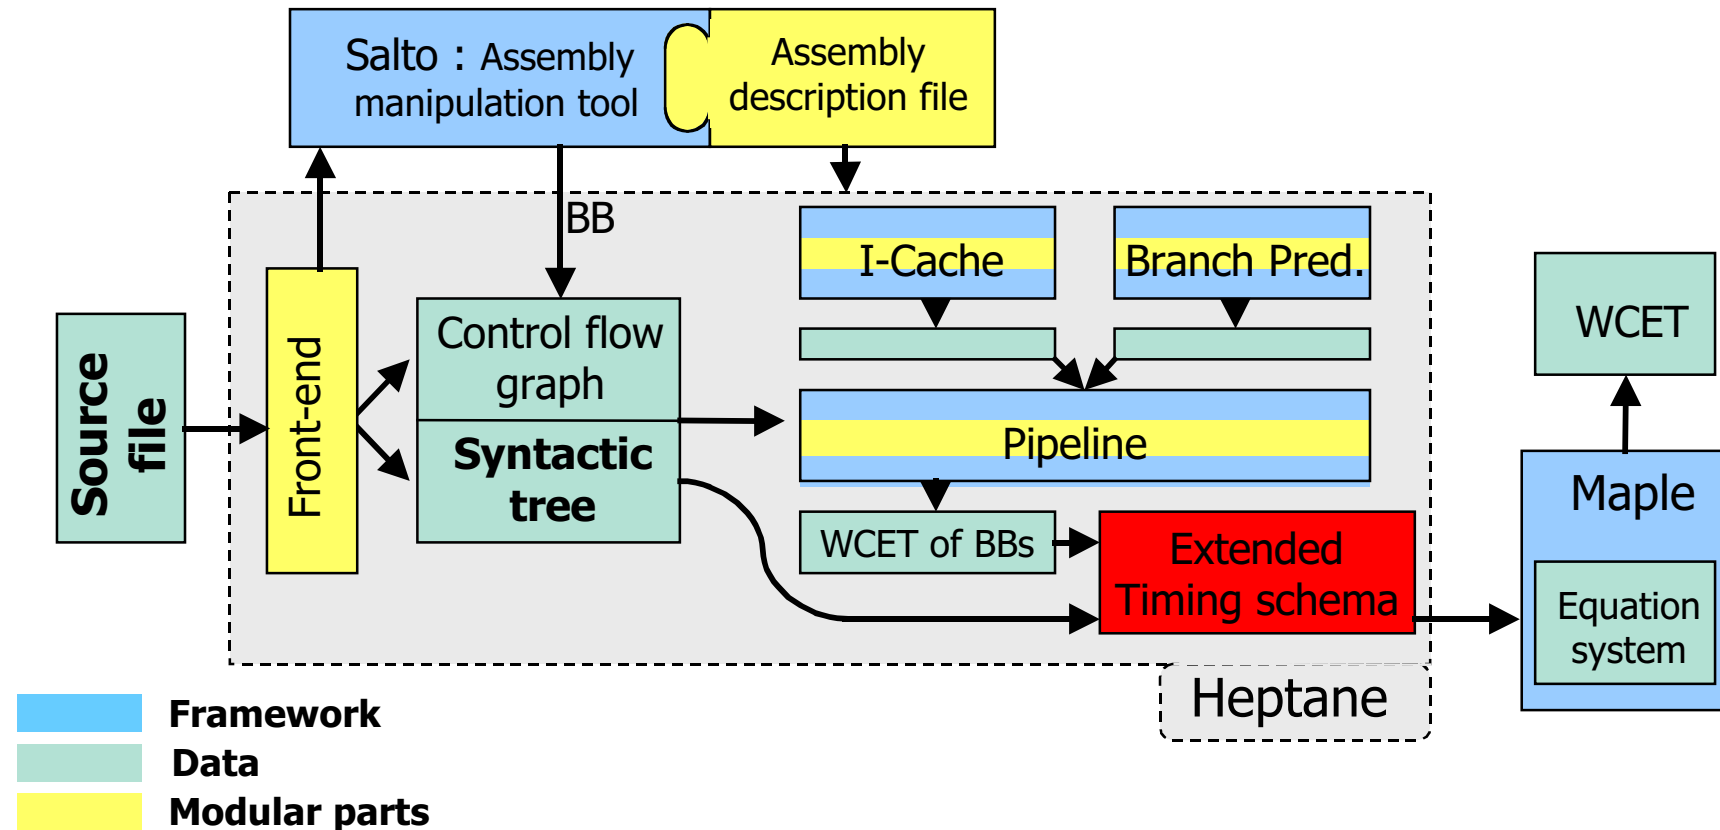 Salto : Assembly
manipulation tool
Assembly
description file
BB
I-Cache
Branch Pred.
Source
file
Front-end
Control flow
graph
Syntactic
tree
Pipeline
WCET of BBs
Extended
Timing schema
WCET
Maple
Equation
system
Heptane
Framework
Data
Modular parts